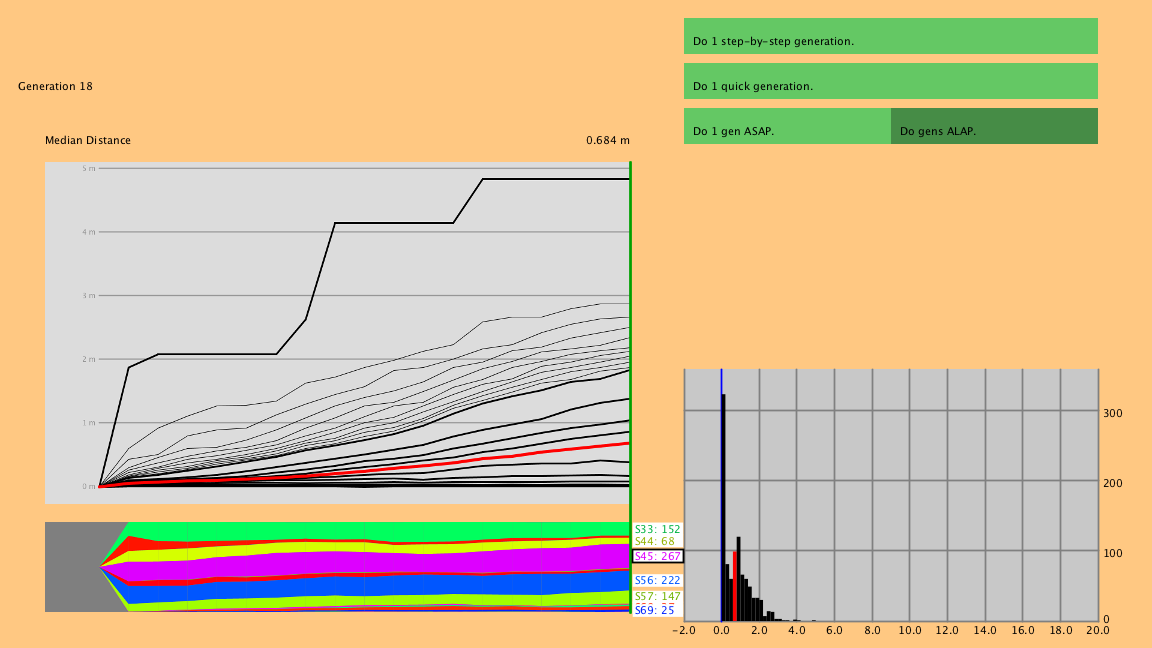 Do 1 step-by-step generation.
Generation 18
Do 1 quick generation.
Do 1 gen ASAP.
Do gens ALAP.
Median Distance
0.684 m
5 m
4 m
3 m
2 m
1 m
0 m
S33: 152
S44: 68
S45: 267
S56: 222
S57: 147
S69: 25
300
200
100
0
-2.0 0.0 2.0 4.0 6.0 8.0 10.0 12.0 14.0 16.0 18.0 20.0